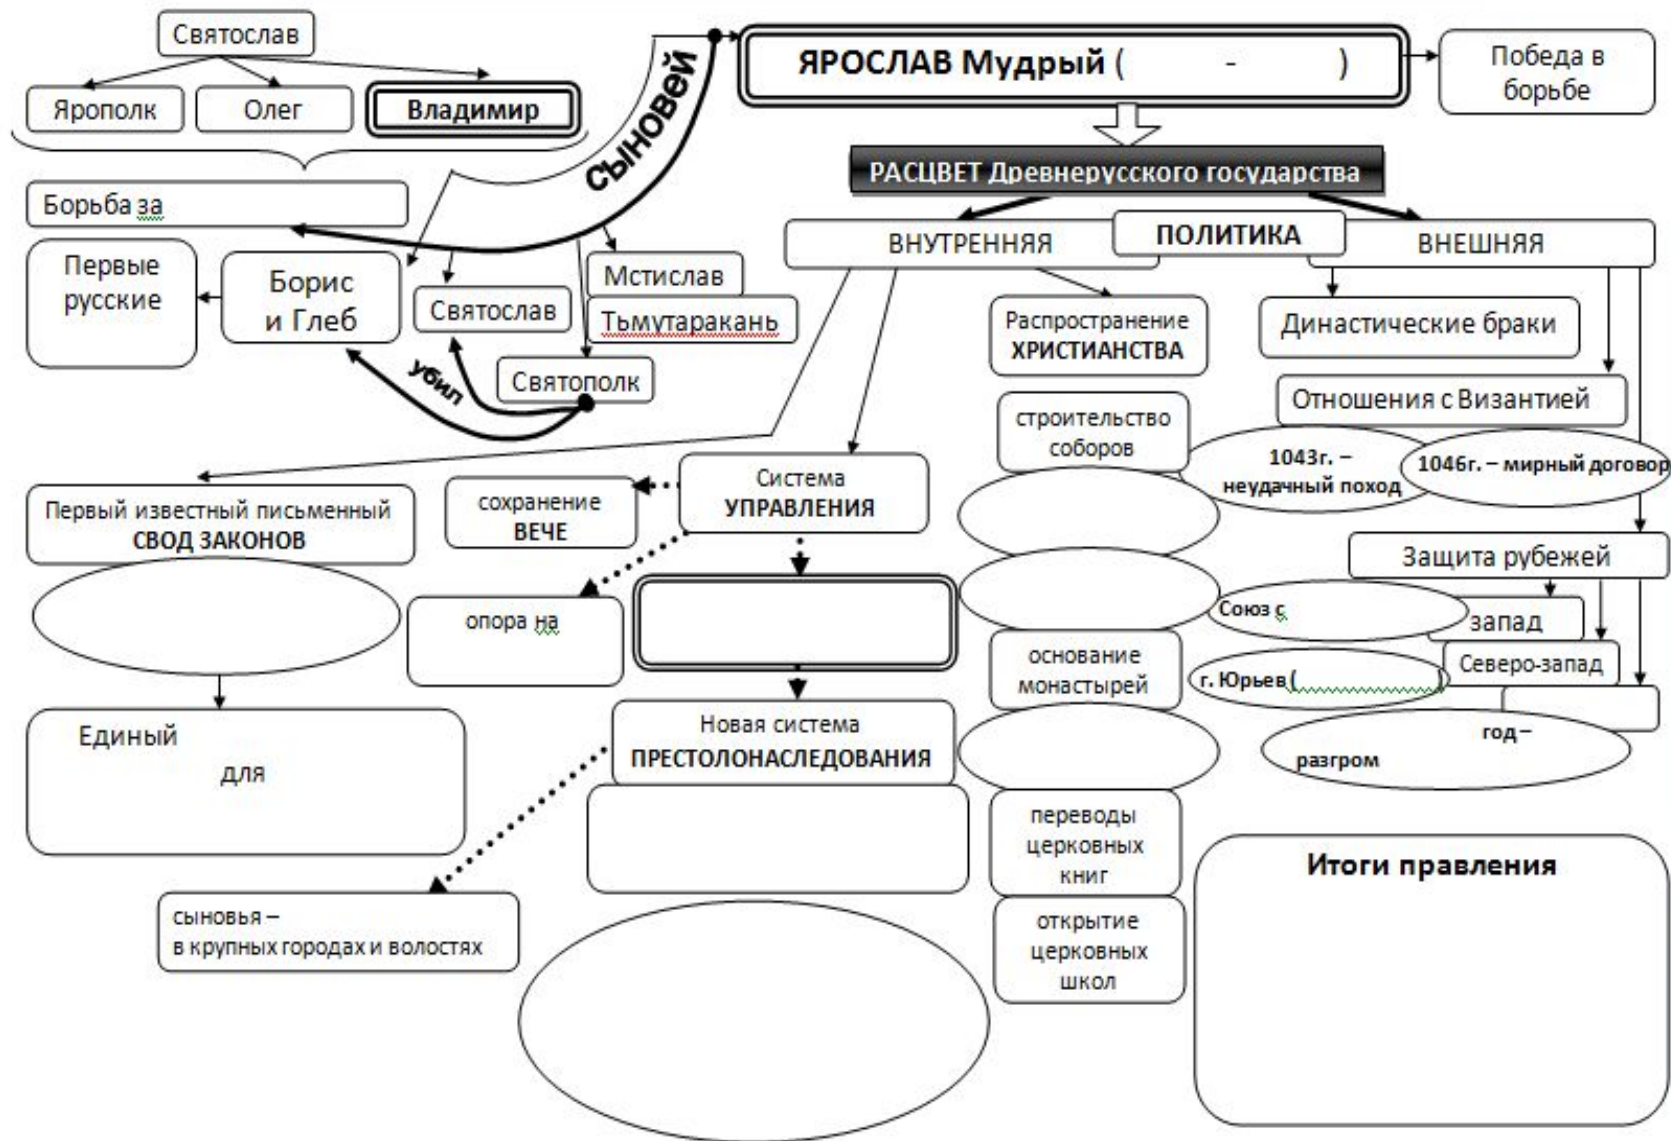 Святослав
Ярополк
Олег
Владимир
Борьба за
Первые
русские
Борис
и Глеб
Святослав
Мстислав
Тьмутаракань
Святополк
убил
СЫНОВЕЙ
ЯРОСЛАВ Мудрый ( - )
Победа в
борьбе
РАСЦВЕТ Древнерусского государства
ВНУТРЕННЯЯ
ПОЛИТИКА
ВНЕШНЯЯ
Распространение
ХРИСТИАНСТВА
Династические браки
Отношения с Византией
строительство
соборов
1043г. –
неудачный поход
1046г. – мирный договор
Первый известный письменный
СВОД ЗАКОНОВ
сохранение
ВЕЧЕ
Система
УПРАВЛЕНИЯ
Защита рубежей
опора на
Союз с
запад
основание
монастырей
Северо-запад
г. Юрьев ( )
Единый
для
Новая система
ПРЕСТОЛОНАСЛЕДОВАНИЯ
год –
разгром
переводы
церковных
книг
Итоги правления
сыновья –
в крупных городах и волостях
открытие
церковных
школ